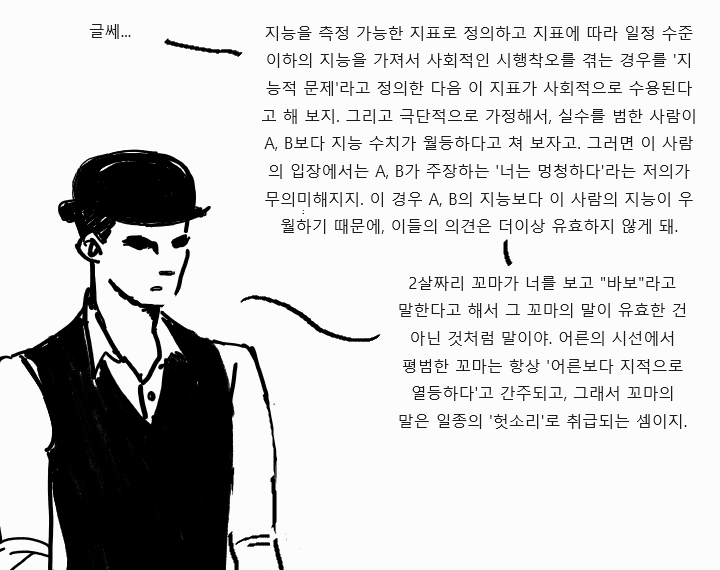 글쎄...
지능을 측정 가능한 지표로 정의하고 지표에 따라 일정 수준
이하의 지능을 가져서 사회적인 시행착오를 겪는 경우를 '지
능적 문제'라고 정의한 다음 이 지표가 사회적으로 수용된다
고 해 보지. 그리고 극단적으로 가정해서, 실수를 범한 사람이
A, B보다 지능 수치가 월등하다고 쳐 보자고. 그러면 이 사람
의 입장에서는 A, B가 주장하는 '너는 멍청하다'라는 저의가
무의미해지지. 이 경우 A, B의 지능보다 이 사람의 지능이 우
월하기 때문에, 이들의 의견은 더이상 유효하지 않게 돼.
2살짜리 꼬마가 너를 보고 "바보"라고
말한다고 해서 그 꼬마의 말이 유효한 건
아닌 것처럼 말이야. 어른의 시선에서
평범한 꼬마는 항상 '어른보다 지적으로
열등하다'고 간주되고, 그래서 꼬마의
말은 일종의 '헛소리'로 취급되는 셈이지.